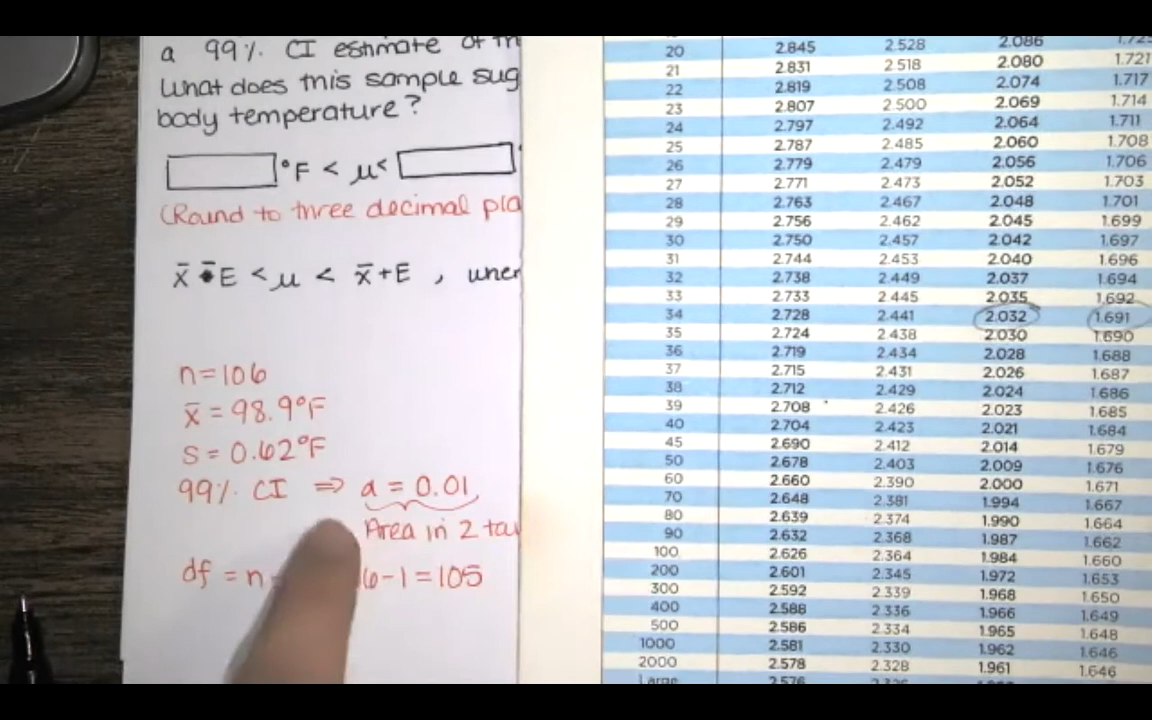 a 99% CI estimate of
What does this sample
body temperature?
°F < μ <
(Round to three decimal
x̄ - E < μ < x̄ + E ,
n = 106
x̄ = 98.9°F
s = 0.62°F
99% CI ⇒ a = 0.01
Area in 2
df = n 6-1 = 105
20 2.845 2.528 2.086
21 2.831 2.518 2.080 1.721
22 2.819 2.508 2.074 1.717
23 2.807 2.500 2.069 1.714
24 2.797 2.492 2.064 1.711
25 2.787 2.485 2.060 1.708
26 2.779 2.479 2.056 1.706
27 2.771 2.473 2.052 1.703
28 2.763 2.467 2.048 1.701
29 2.756 2.462 2.045 1.699
30 2.750 2.457 2.042 1.697
31 2.744 2.453 2.040 1.696
32 2.738 2.449 2.037 1.694
33 2.733 2.445 2.035 1.692
34 2.728 2.441 2.032 1.691
35 2.724 2.438 2.030 1.690
36 2.719 2.434 2.028 1.688
37 2.715 2.431 2.026 1.687
38 2.712 2.429 2.024 1.686
39 2.708 2.426 2.023 1.685
40 2.704 2.423 2.021 1.684
45 2.690 2.412 2.014 1.679
50 2.678 2.403 2.009 1.676
60 2.660 2.390 2.000 1.671
70 2.648 2.381 1.994 1.667
80 2.639 2.374 1.990 1.664
90 2.632 2.368 1.987 1.662
100 2.626 2.364 1.984 1.660
200 2.601 2.345 1.972 1.653
300 2.592 2.339 1.968 1.650
400 2.588 2.336 1.966 1.649
500 2.586 2.334 1.965 1.648
1000 2.581 2.330 1.962 1.646
2000 2.578 2.328 1.961 1.646
Large 2.576